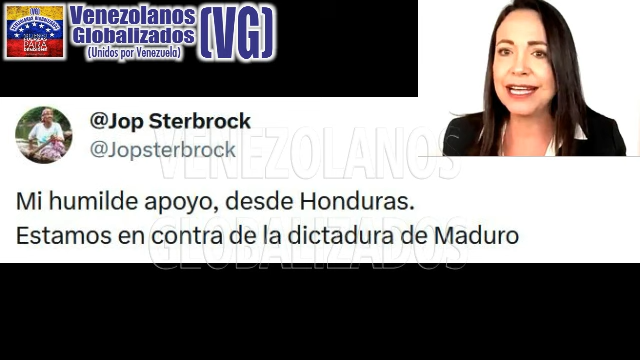 Venezolanos
Globalizados
(Unidos por Venezuela)
(VG)
@Jop Sterbrock
@Jopsterbrock
Mi humilde apoyo, desde Honduras.
Estamos en contra de la dictadura de Maduro
VENEZOLANOS
GLOBALIZADOS